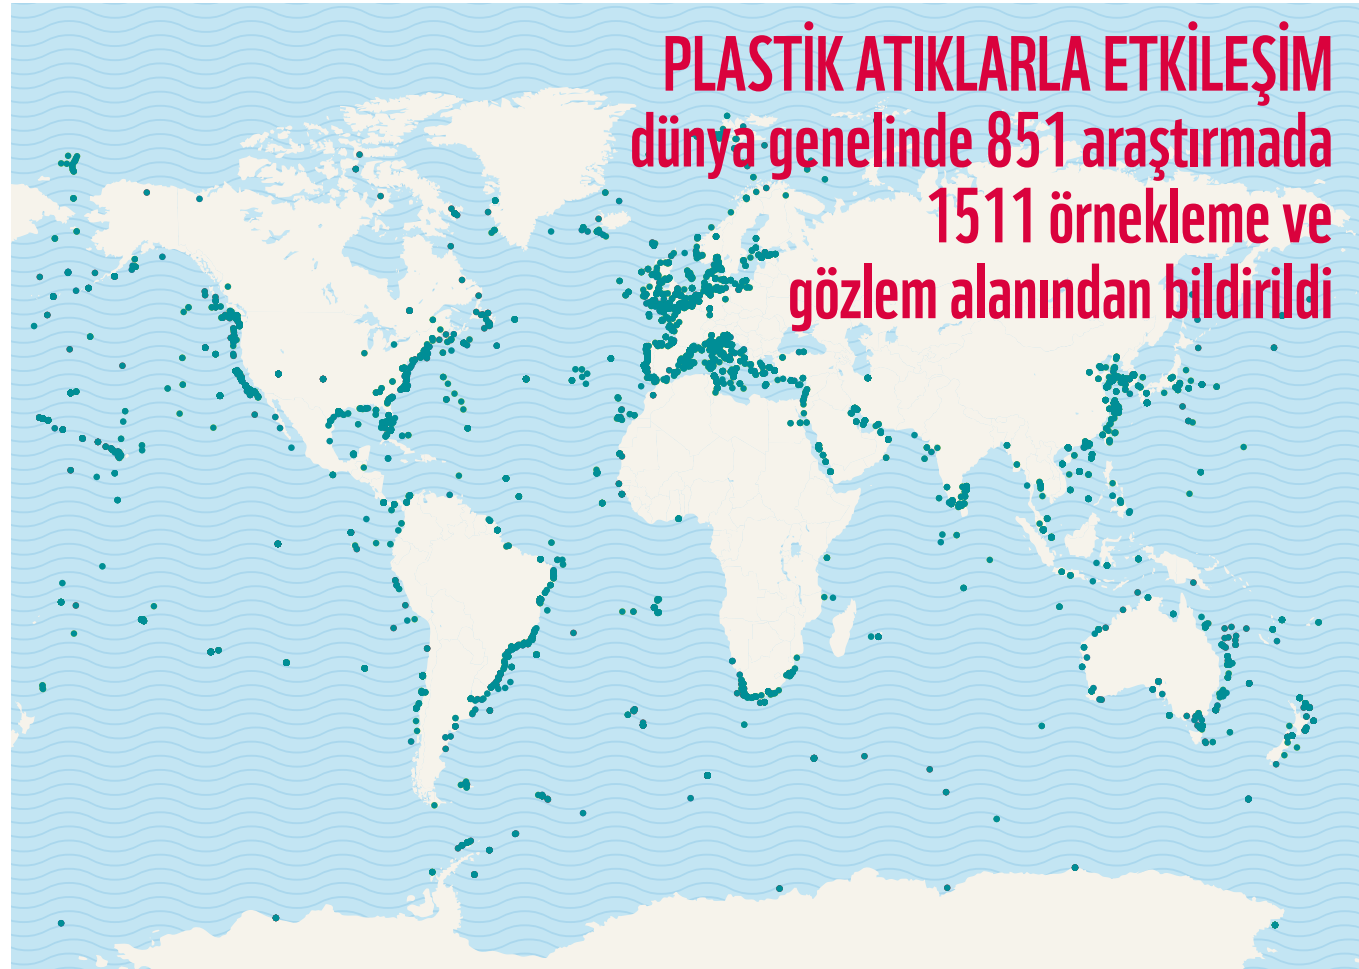 PLASTİK ATIKLARLA ETKİLEŞİM
dünya genelinde 851 araştırmada
1511 örnekleme ve
gözlem alanından bildirildi